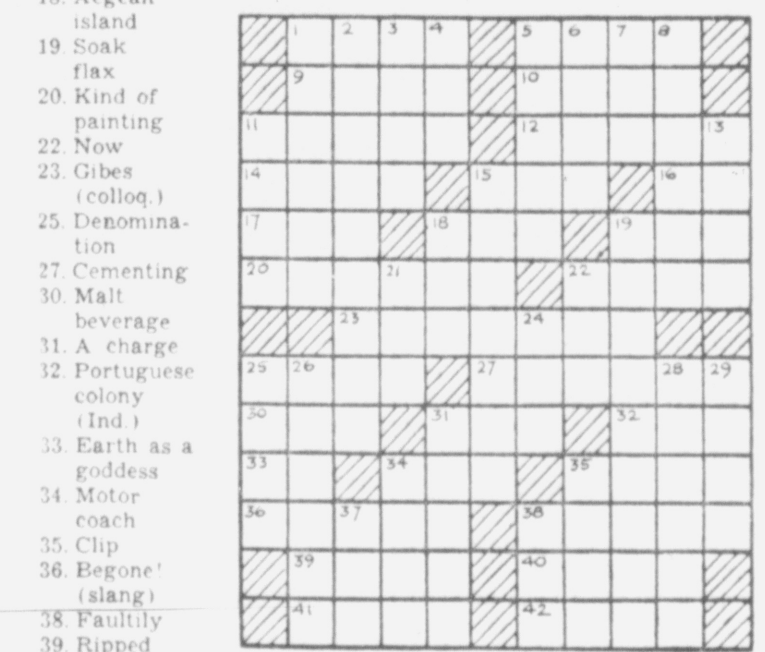 18. Aegean
island
19. Soak
flax
20. Kind of
painting
22. Now
23. Gibes
(colloq.)
25. Denomina-
tion
27. Cementing
30. Malt
beverage
31. A charge
32. Portuguese
colony
(Ind.)
33. Earth as a
goddess
34. Motor
coach
35. Clip
36. Begone!
(slang)
38. Faultily
39. Ripped
1 2 3 4 5 6 7 8
9 10
11 12 13
14 15 16
17 18 19
20 21 22
23 24
25 26 27 28 29
30 31 32
33 34 35
36 37 38
39 40
41 42